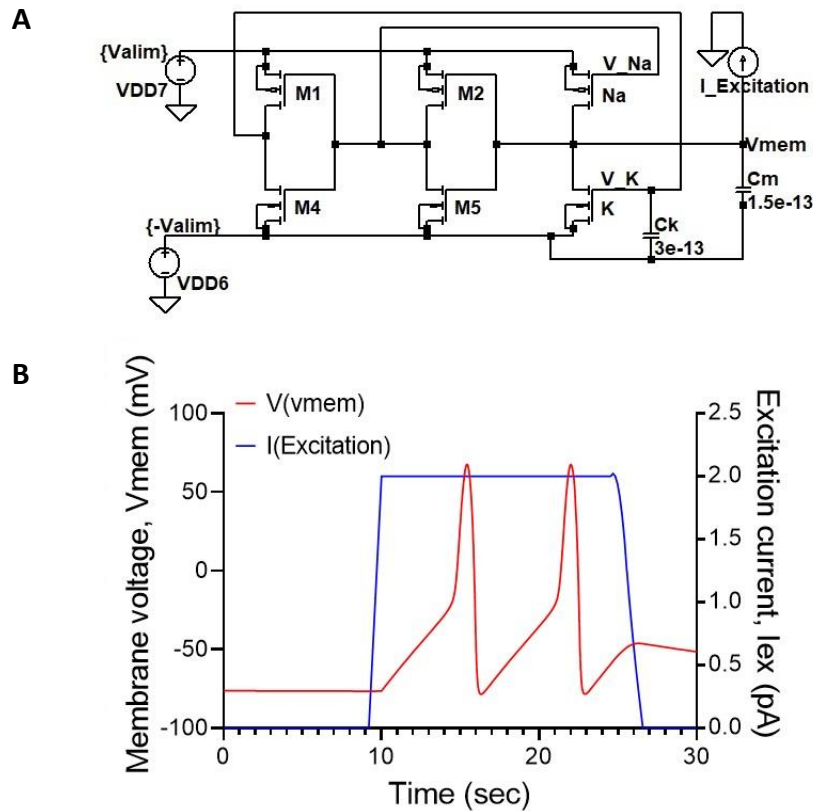 A
{Valim}
VDD7
M1
M2
V_Na
Na
I_Excitation
Vmem
V_K
K
Cm
1.5e-13
M4
M5
Ck
3e-13
{-Valim}
VDD6
B
Membrane voltage, Vmem (mV)
100
50
0
-50
-100
V(vmem)
I(Excitation)
2.5
2.0
1.5
1.0
0.5
0.0
Excitation current, Iex (pA)
0
10
20
30
Time (sec)